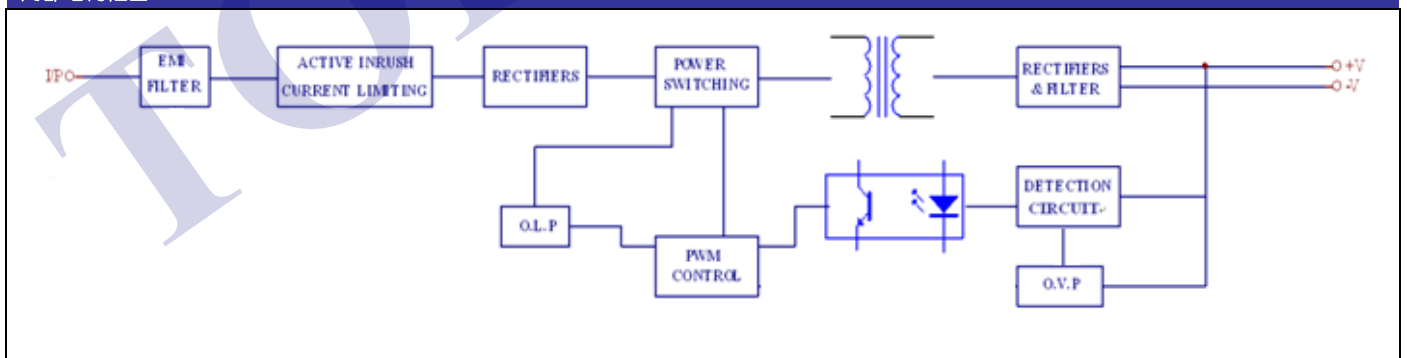 I/P
EMI
FILTER
ACTIVE INRUSH
CURRENT LIMITING
RECTIFIERS
POWER
SWITCHING
RECTIFIERS
& FILTER
+V
-V
O.L.P
PWM
CONTROL
DETECTION
CIRCUIT
O.V.P